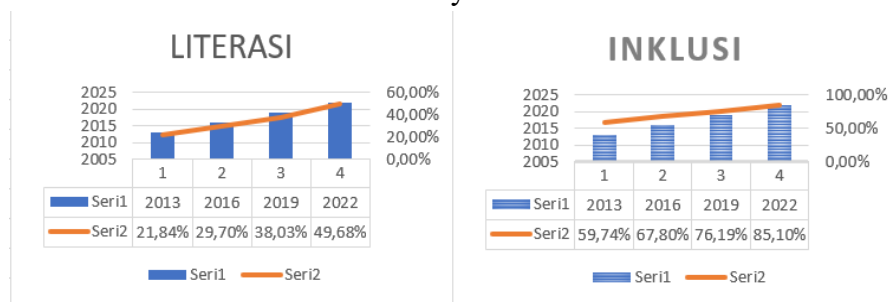 LITERASI
2025
2020
2015
2010
2005
60,00%
40,00%
20,00%
0,00%
1 2 3 4
Seri1 2013 2016 2019 2022
Seri2 21,84% 29,70% 38,03% 49,68%
Seri1 Seri2
INKLUSI
2025
2020
2015
2010
2005
100,00%
50,00%
0,00%
1 2 3 4
Seri1 2013 2016 2019 2022
Seri2 59,74% 67,80% 76,19% 85,10%
Seri1 Seri2